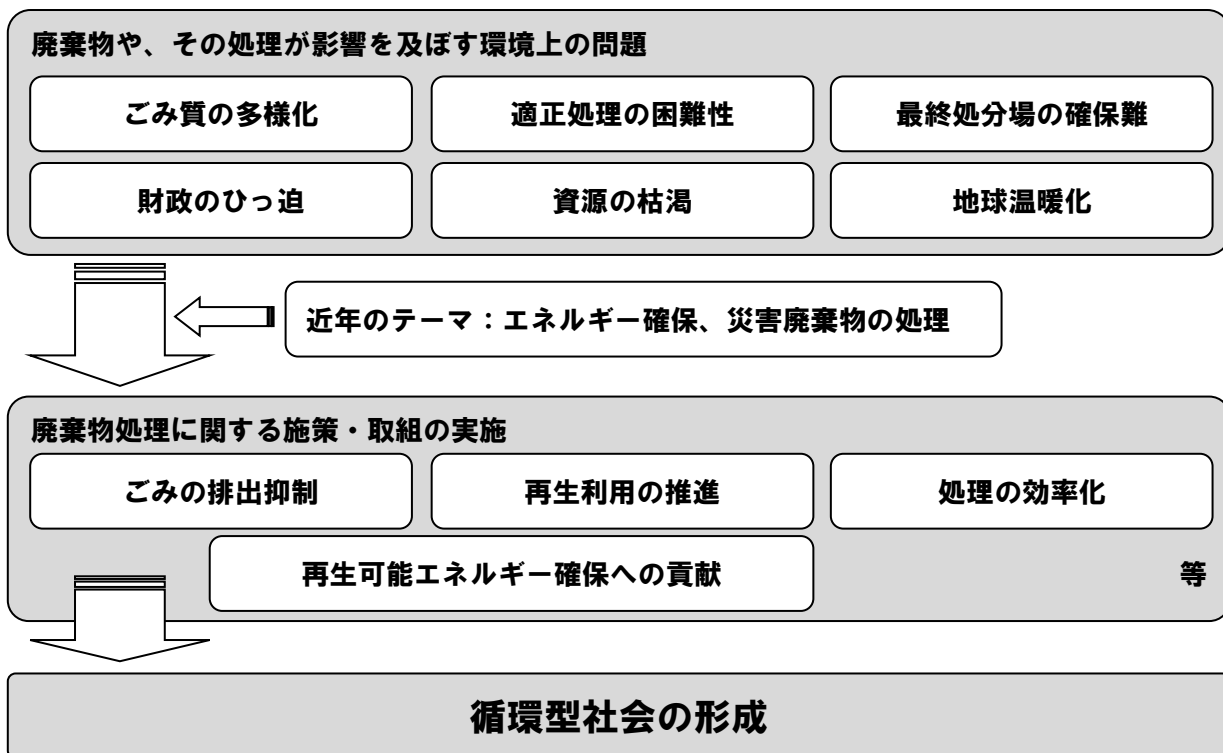 廃棄物や、その処理が影響を及ぼす環境上の問題
ごみ質の多様化
適正処理の困難性
最終処分場の確保難
財政のひっ迫
資源の枯渇
地球温暖化
近年のテーマ：エネルギー確保、災害廃棄物の処理
廃棄物処理に関する施策・取組の実施
ごみの排出抑制
再生利用の推進
処理の効率化
再生可能エネルギー確保への貢献
等
循環型社会の形成